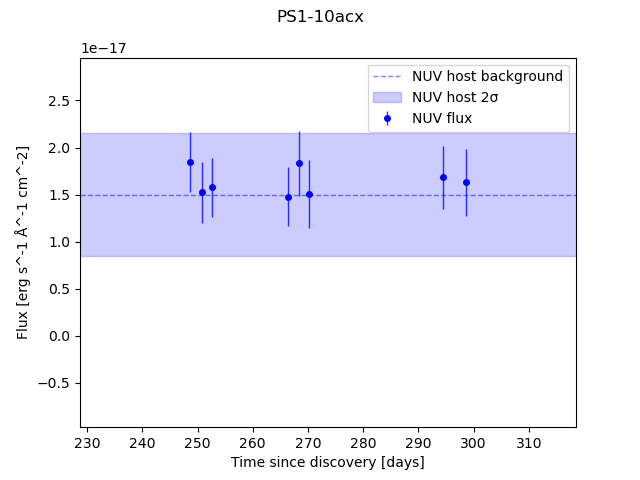 PS1-10acx
1e−17
NUV host background
NUV host 2σ
NUV flux
2.5
2.0
1.5
1.0
0.5
0.0
−0.5
Flux [erg s^-1 Å^-1 cm^-2]
230 240 250 260 270 280 290 300 310
Time since discovery [days]